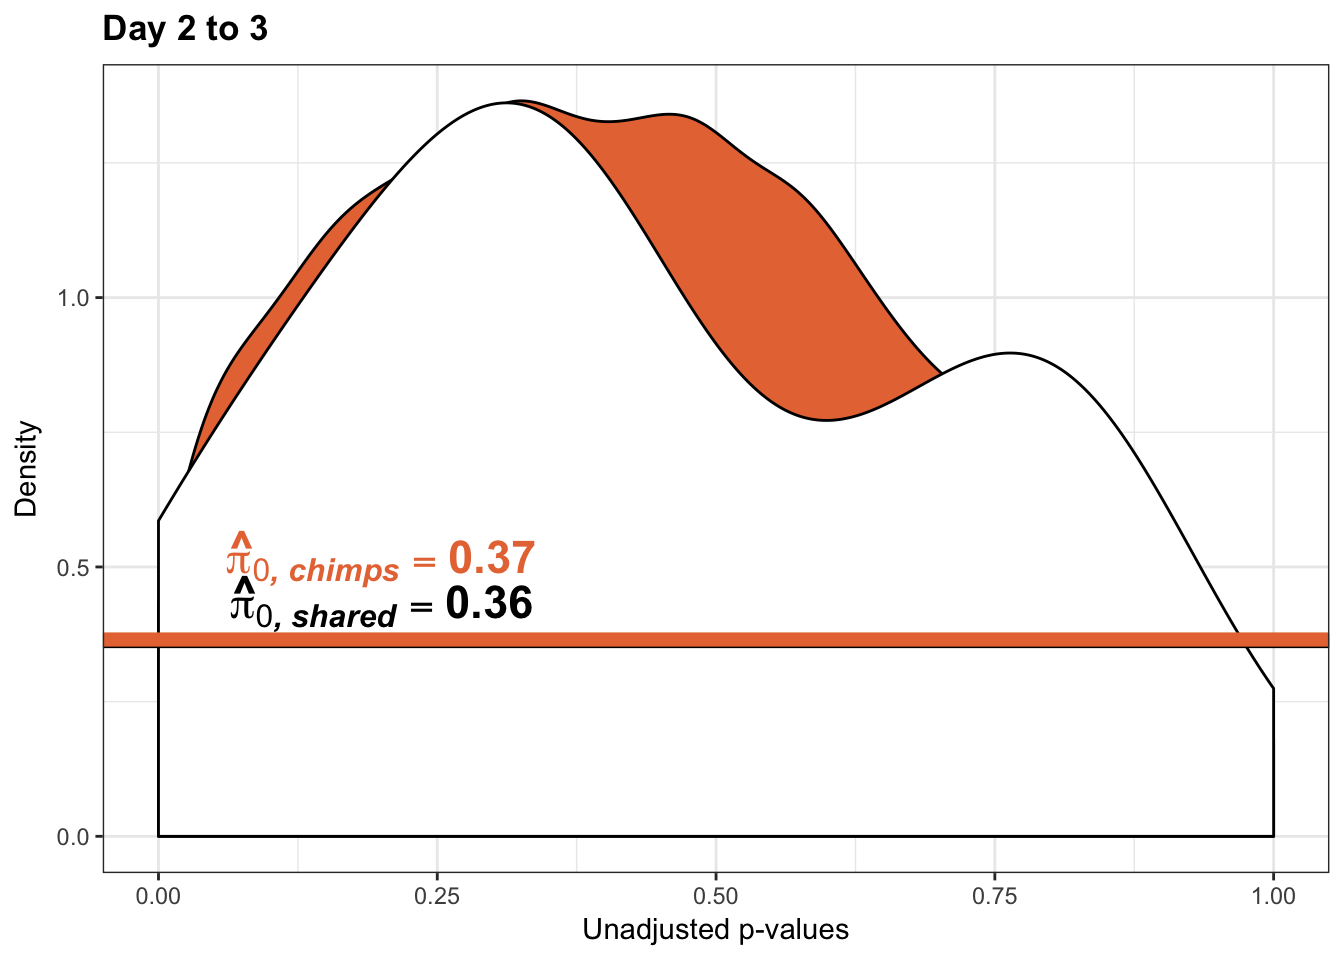 Day 2 to 3
Density
1.0
0.5
0.0
π̂0, chimps = 0.37
π̂0, shared = 0.36
0.00 0.25 0.50 0.75 1.00
Unadjusted p-values